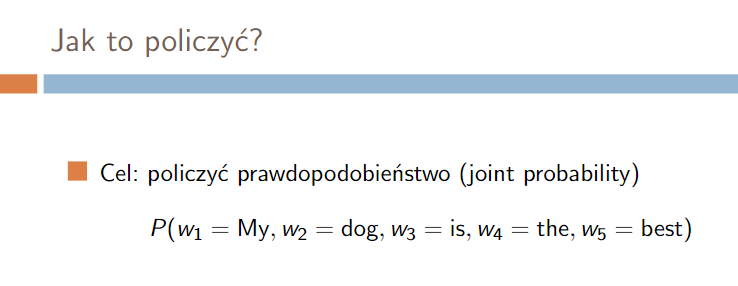 Jak to policzyć?
Cel: policzyć prawdopodobieństwo (joint probability)
P(w₁ = My, w₂ = dog, w₃ = is, w₄ = the, w₅ = best)